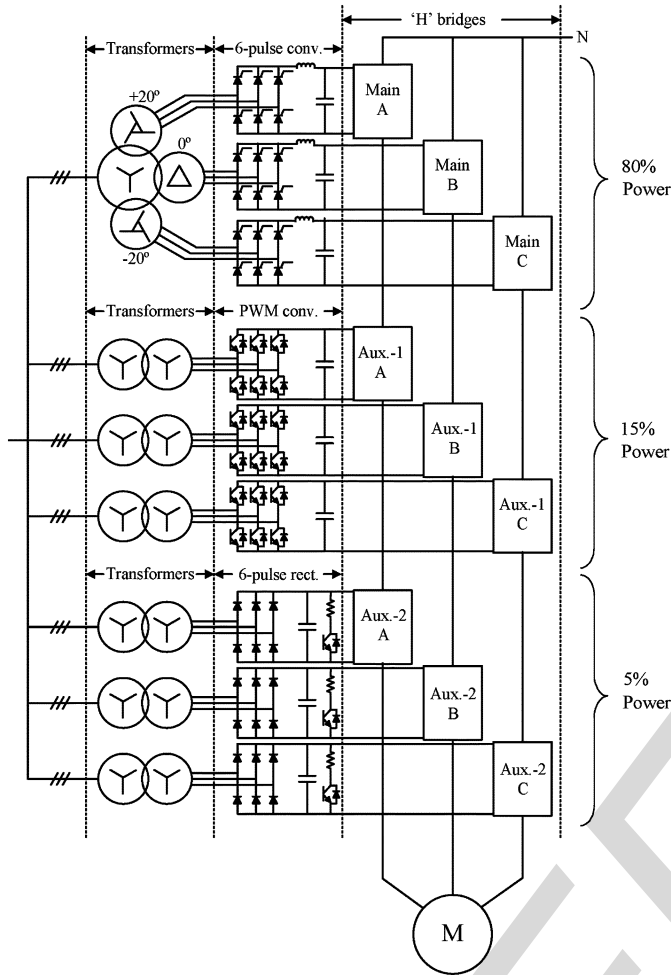 'H' bridges
Transformers
6-pulse conv.
N
+20º
0º
-20º
Main
A
Main
B
Main
C
80%
Power
Transformers
PWM conv.
Aux.-1
A
Aux.-1
B
Aux.-1
C
15%
Power
Transformers
6-pulse rect.
Aux.-2
A
Aux.-2
B
Aux.-2
C
5%
Power
M